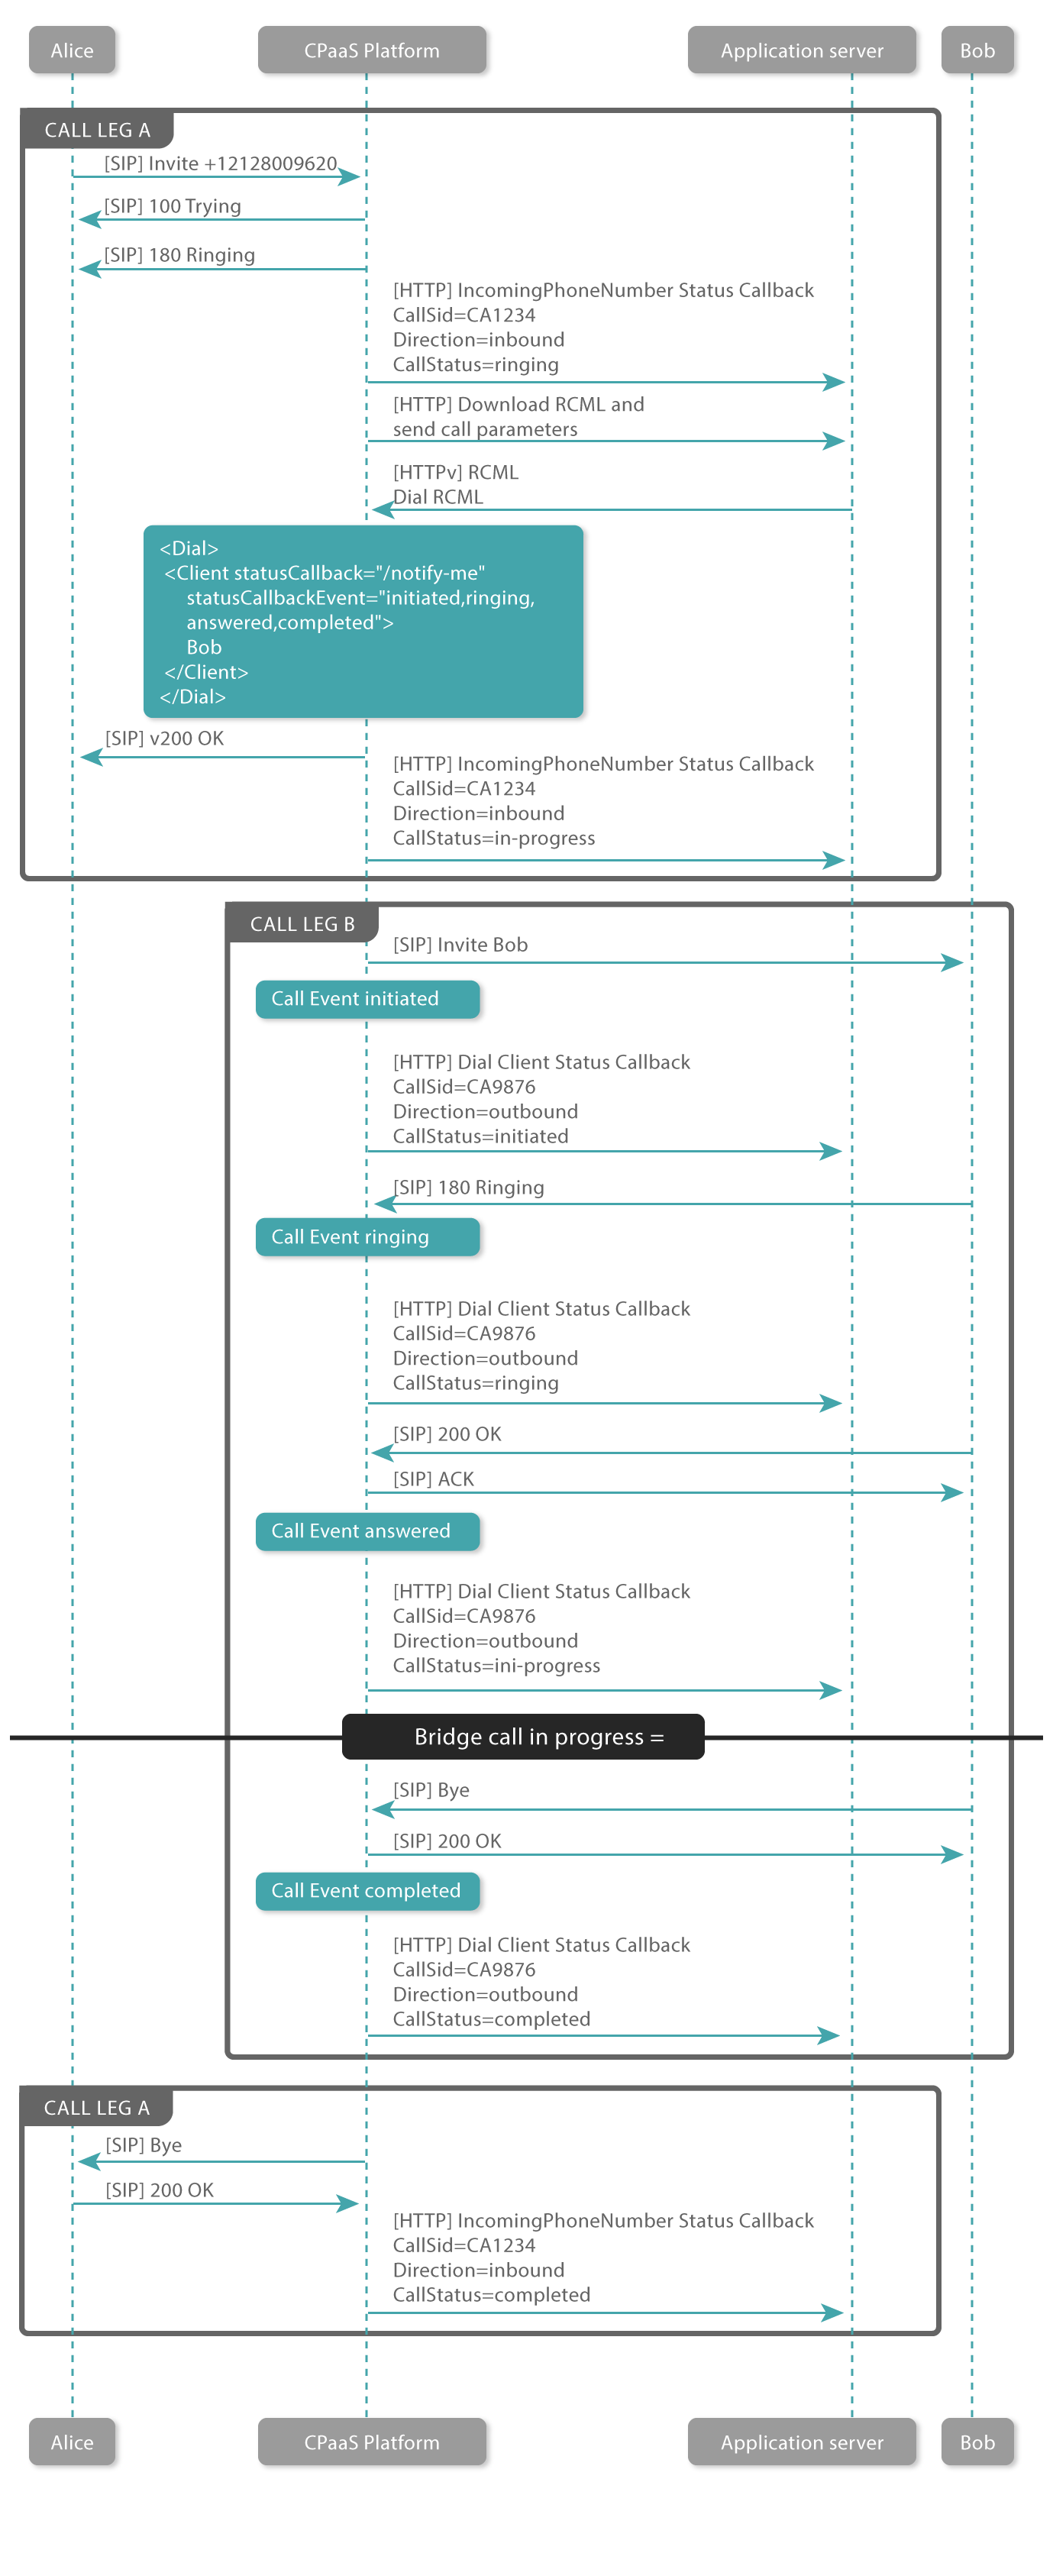 Alice
CPaaS Platform
Application server
Bob
CALL LEG A
[SIP] Invite +12128009620
[SIP] 100 Trying
[SIP] 180 Ringing
[HTTP] IncomingPhoneNumber Status Callback
CallSid=CA1234
Direction=inbound
CallStatus=ringing
[HTTP] Download RCML and
send call parameters
[HTTPv] RCML
Dial RCML
<Dial>
<Client statusCallback="/notify-me"
statusCallbackEvent="initiated,ringing,
answered,completed">
Bob
</Client>
</Dial>
[SIP] v200 OK
[HTTP] IncomingPhoneNumber Status Callback
CallSid=CA1234
Direction=inbound
CallStatus=in-progress
CALL LEG B
[SIP] Invite Bob
Call Event initiated
[HTTP] Dial Client Status Callback
CallSid=CA9876
Direction=outbound
CallStatus=initiated
[SIP] 180 Ringing
Call Event ringing
[HTTP] Dial Client Status Callback
CallSid=CA9876
Direction=outbound
CallStatus=ringing
[SIP] 200 OK
[SIP] ACK
Call Event answered
[HTTP] Dial Client Status Callback
CallSid=CA9876
Direction=outbound
CallStatus=ini-progress
Bridge call in progress =
[SIP] Bye
[SIP] 200 OK
Call Event completed
[HTTP] Dial Client Status Callback
CallSid=CA9876
Direction=outbound
CallStatus=completed
CALL LEG A
[SIP] Bye
[SIP] 200 OK
[HTTP] IncomingPhoneNumber Status Callback
CallSid=CA1234
Direction=inbound
CallStatus=completed
Alice
CPaaS Platform
Application server
Bob